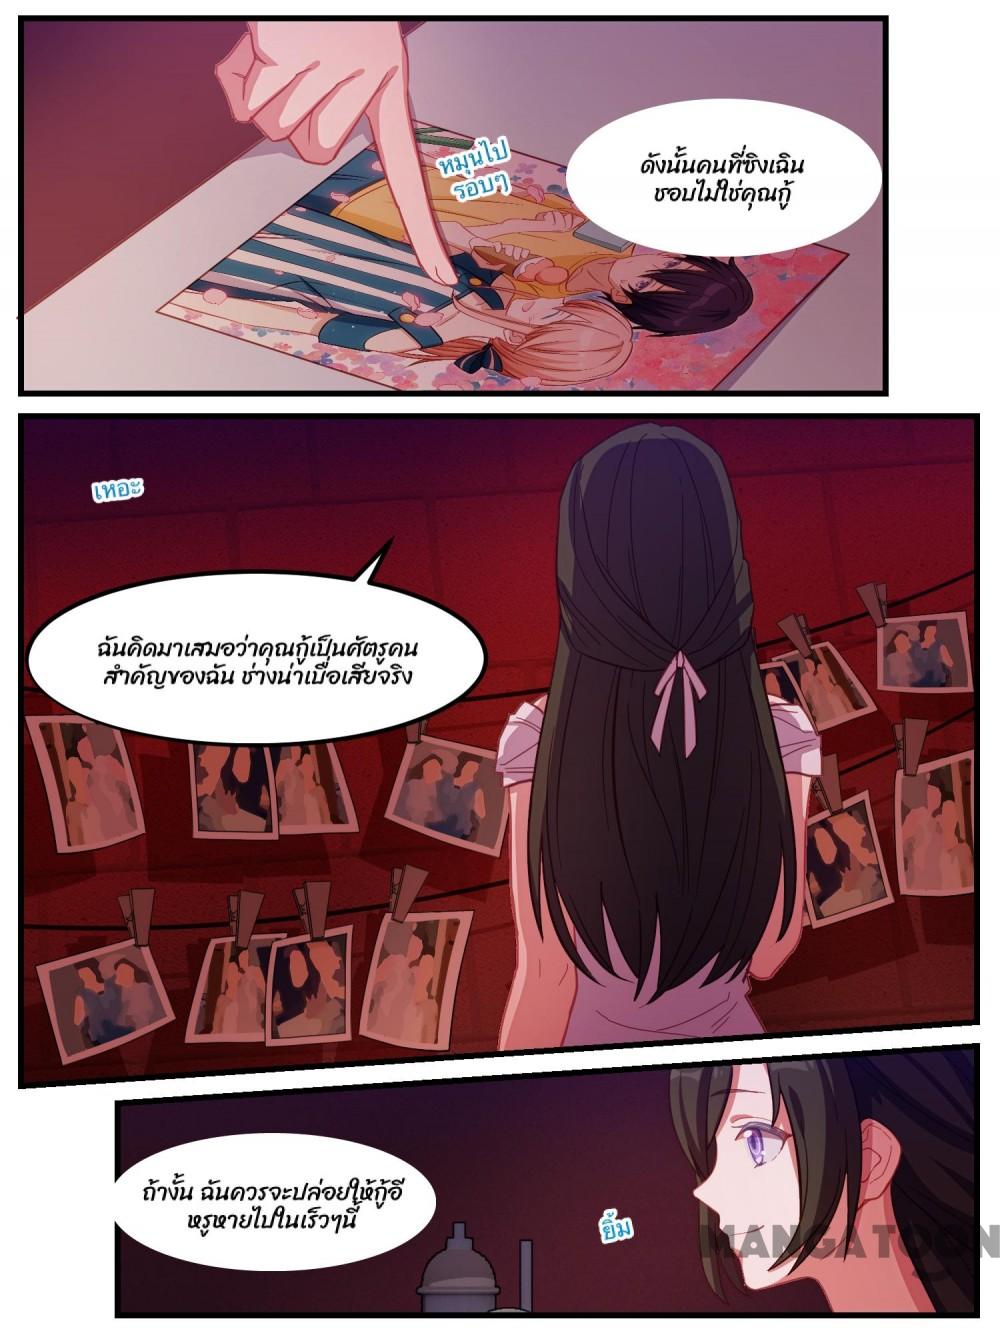 หมุนไป
รอบๆ
ดังนั้นคนที่ซิงเฉิน
ชอบไม่ใช่คุณกู้
เหอะ
ฉันคิดมาเสมอว่าคุณกู้เป็นศัตรูคน
สำคัญของฉัน ช่างน่าเบื่อเสียจริง
ถ้างั้น ฉันควรจะปล่อยให้กู้อี
หรูหายไปในเร็วๆนี้
ยิ้ม
MANGATOON